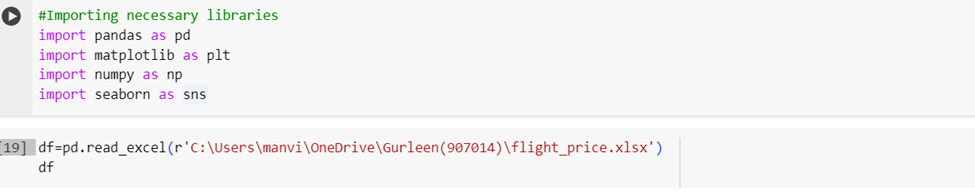 #Importing necessary libraries
import pandas as pd
import matplotlib as plt
import numpy as np
import seaborn as sns
[19] df=pd.read_excel(r'C:\Users\manvi\OneDrive\Gurleen(907014)\flight_price.xlsx')
df